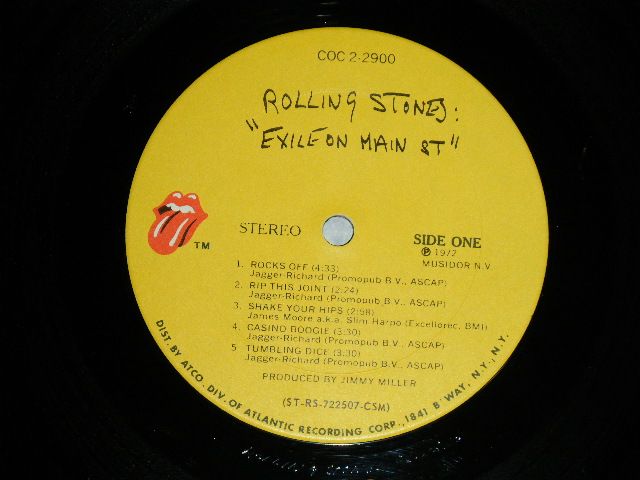 COC 2-2900
ROLLING STONES:
"EXILE ON MAIN ST"
TM
STEREO
SIDE ONE
℗ 1972
MUSIDOR N.V.
1. ROCKS OFF (4:33)
Jagger-Richard (Promopub B.V., ASCAP)
2. RIP THIS JOINT (2:24)
Jagger-Richard (Promopub B.V., ASCAP)
3. SHAKE YOUR HIPS (2:58)
James Moore a.k.a. Slim Harpo (Excellorec, BMI)
4. CASINO BOOGIE (3:30)
Jagger-Richard (Promopub B.V., ASCAP)
5 TUMBLING DICE (3:30)
Jagger-Richard (Promopub B.V., ASCAP)
PRODUCED BY JIMMY MILLER
(ST-RS-722507-CSM)
DIST. BY ATCO, DIV. OF ATLANTIC RECORDING CORP., 1841 B'WAY, N.Y., N.Y.